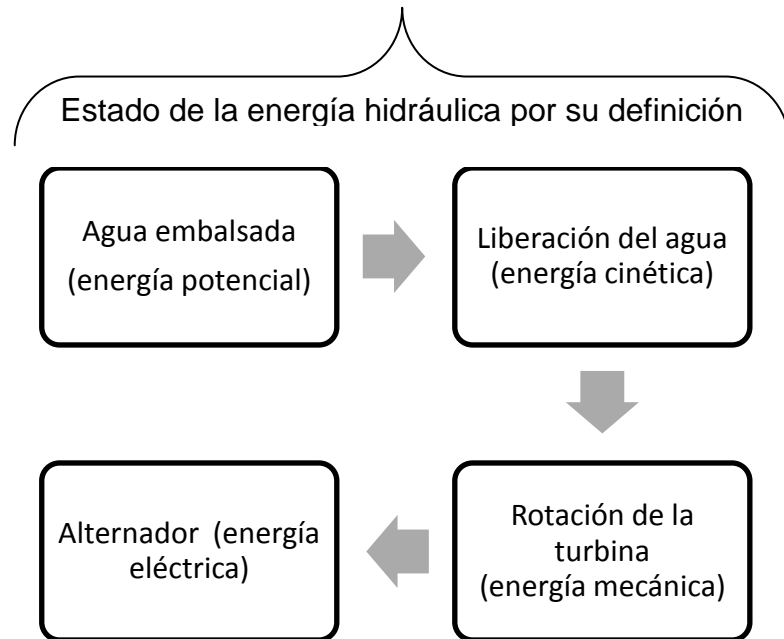 Estado de la energía hidráulica por su definición
Agua embalsada
(energía potencial)
Liberación del agua
(energía cinética)
Rotación de la
turbina
(energía mecánica)
Alternador (energía
eléctrica)